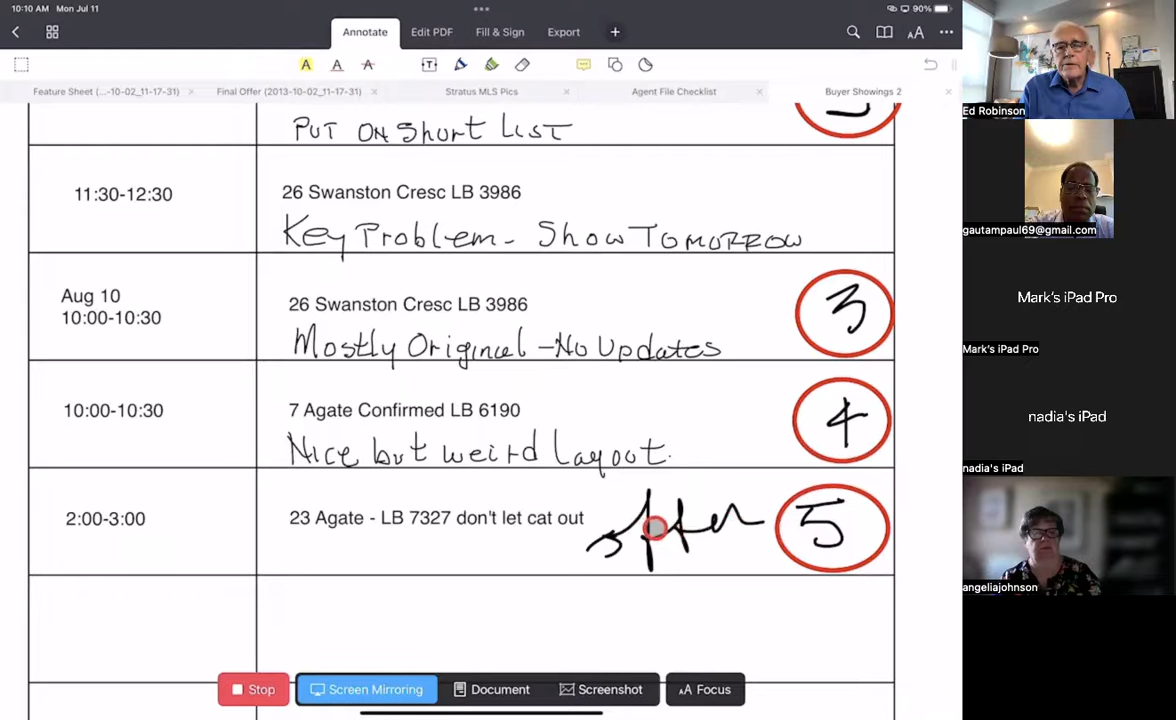 10:10 AM Mon Jul 11
90%
Annotate
Edit PDF
Fill & Sign
Export
+
AA
A A A
T
Feature Sheet (...-10-02_11-17-31) ×
Final Offer (2013-10-02_11-17-31) ×
Stratus MLS Pics ×
Agent File Checklist ×
Buyer Showings 2 ×
Put on Short List
11:30-12:30
26 Swanston Cresc LB 3986
Key Problem - Show Tomorrow
Aug 10
10:00-10:30
26 Swanston Cresc LB 3986
Mostly Original - No Updates
3
10:00-10:30
7 Agate Confirmed LB 6190
Nice but weird Layout.
4
2:00-3:00
23 Agate - LB 7327 don't let cat out
offer
5
Stop
Screen Mirroring
Document
Screenshot
AA Focus
Ed Robinson
gautampaul69@gmail.com
Mark's iPad Pro
Mark's iPad Pro
nadia's iPad
nadia's iPad
angeliajohnson